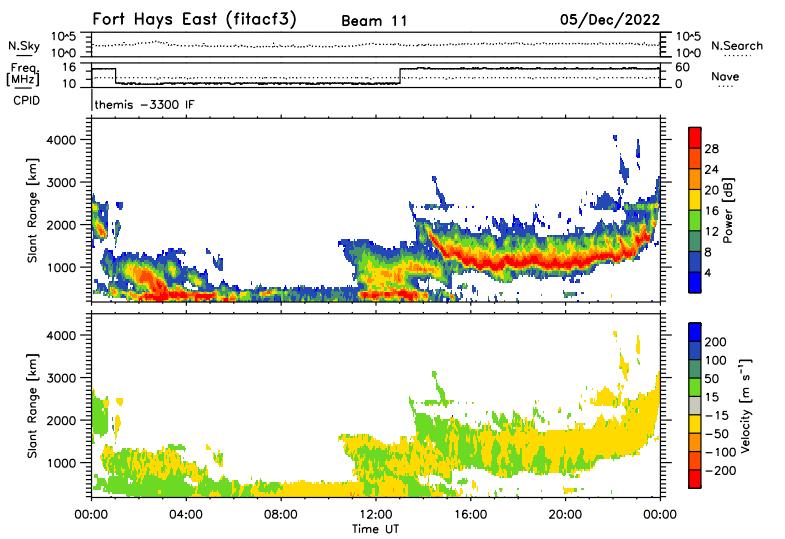 Fort Hays East (fitacf3) Beam 11 05/Dec/2022
N.Sky 10^5 10^0 10^5 10^0 N.Search
Freq. [MHz] 16 10 60 0 Nave
CPID themis -3300 IF
Slant Range [km]
4000
3000
2000
1000
28
24
20
16
12
8
4
Power [dB]
Slant Range [km]
4000
3000
2000
1000
200
100
50
15
-15
-50
-100
-200
Velocity [m s^-1]
00:00 04:00 08:00 12:00 16:00 20:00 00:00
Time UT